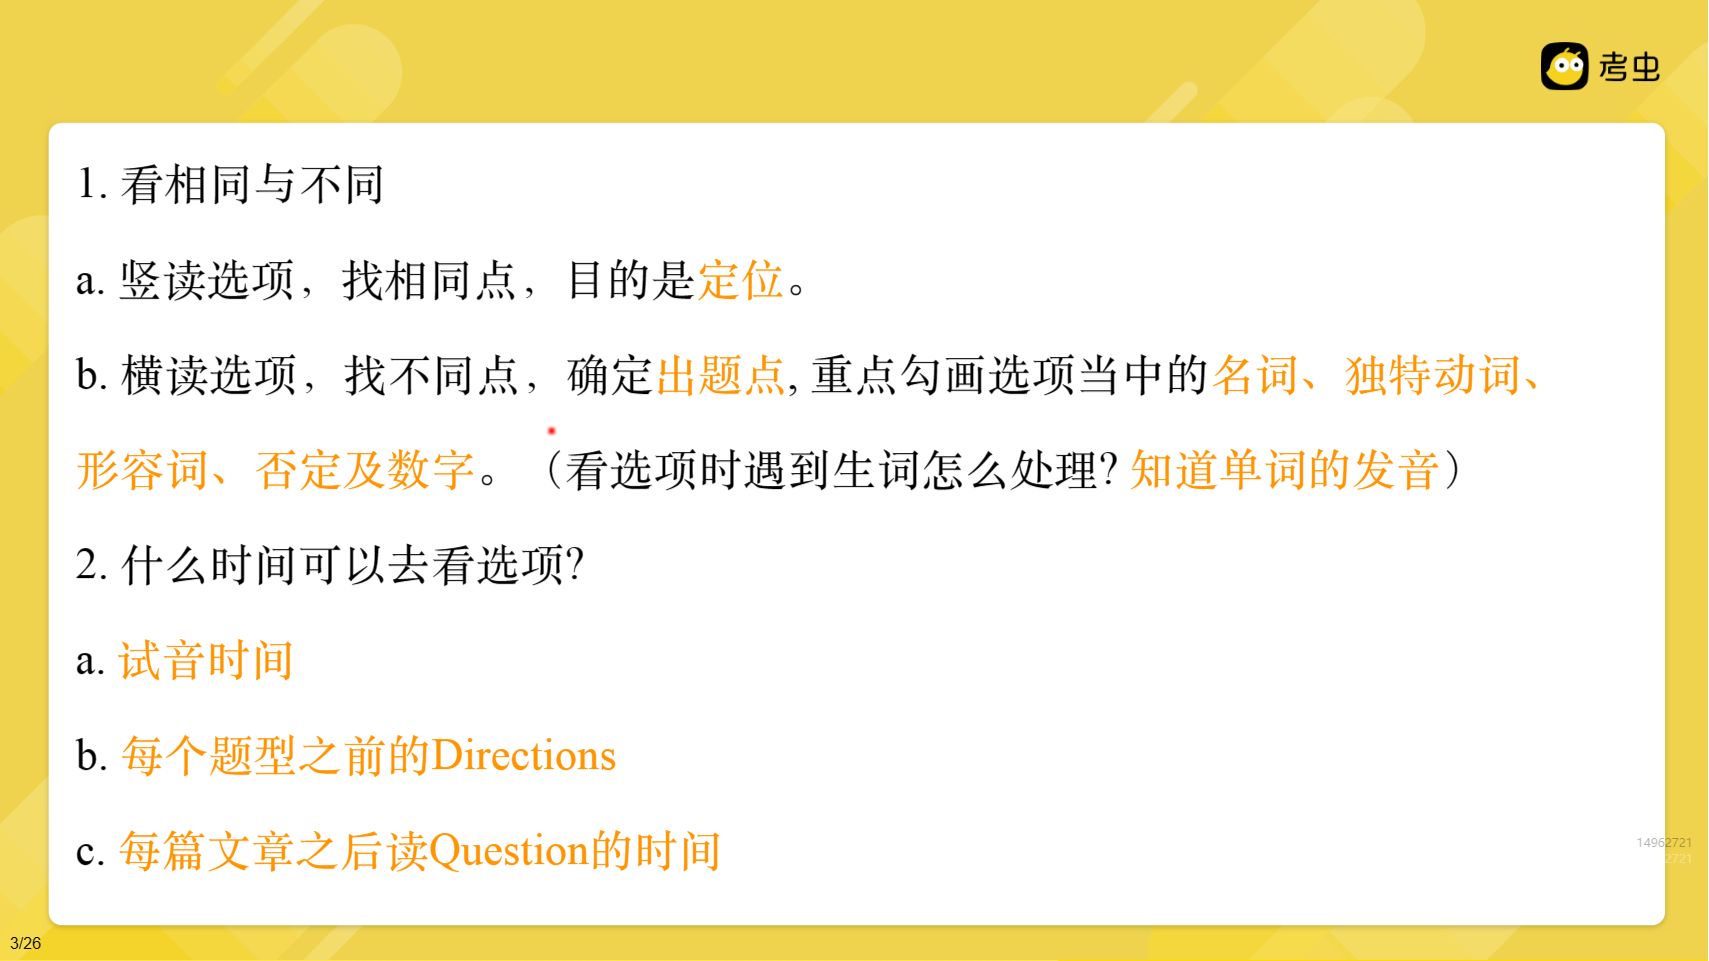 考虫
1. 看相同与不同
a. 竖读选项，找相同点，目的是定位。
b. 横读选项，找不同点，确定出题点, 重点勾画选项当中的名词、独特动词、
形容词、否定及数字。（看选项时遇到生词怎么处理? 知道单词的发音）
2. 什么时间可以去看选项?
a. 试音时间
b. 每个题型之前的Directions
c. 每篇文章之后读Question的时间
14962721
2721
3/26